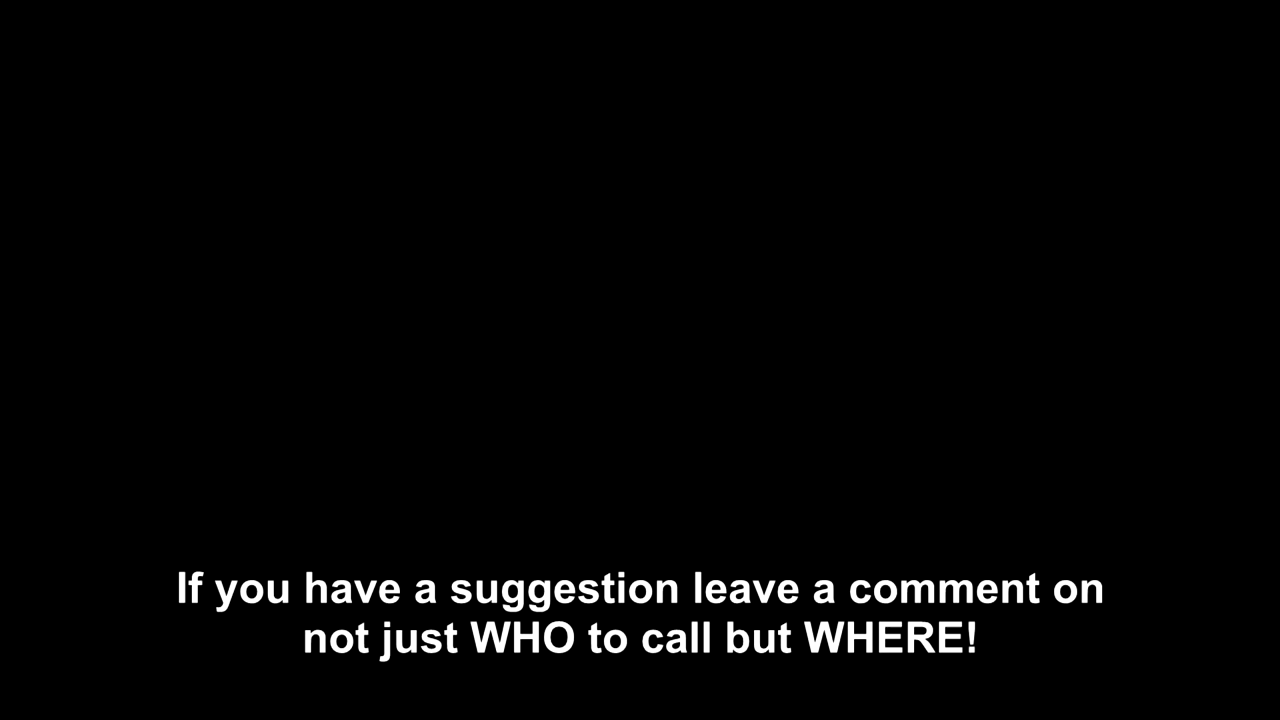 If you have a suggestion leave a comment on
not just WHO to call but WHERE!